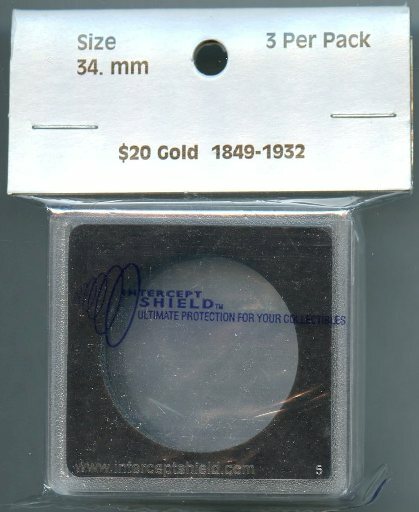 Size
3 Per Pack
34. mm
$20 Gold 1849-1932
INTERCEPT
SHIELD™
ULTIMATE PROTECTION FOR YOUR COLLECTIBLES
www.interceptshield.com
5